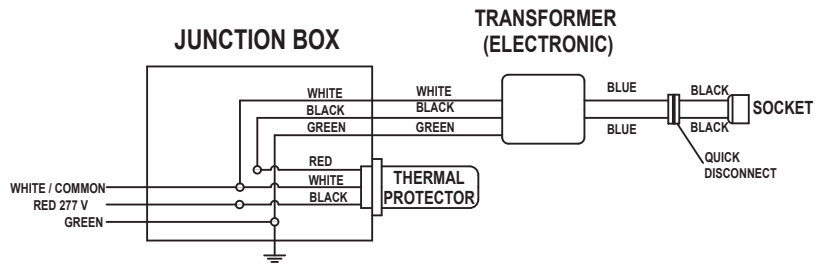 TRANSFORMER
(ELECTRONIC)
JUNCTION BOX
WHITE
WHITE
BLUE
BLACK
BLACK
BLACK
SOCKET
GREEN
GREEN
BLUE
BLACK
RED
QUICK
DISCONNECT
WHITE / COMMON
WHITE
THERMAL
PROTECTOR
RED 277 V
BLACK
GREEN